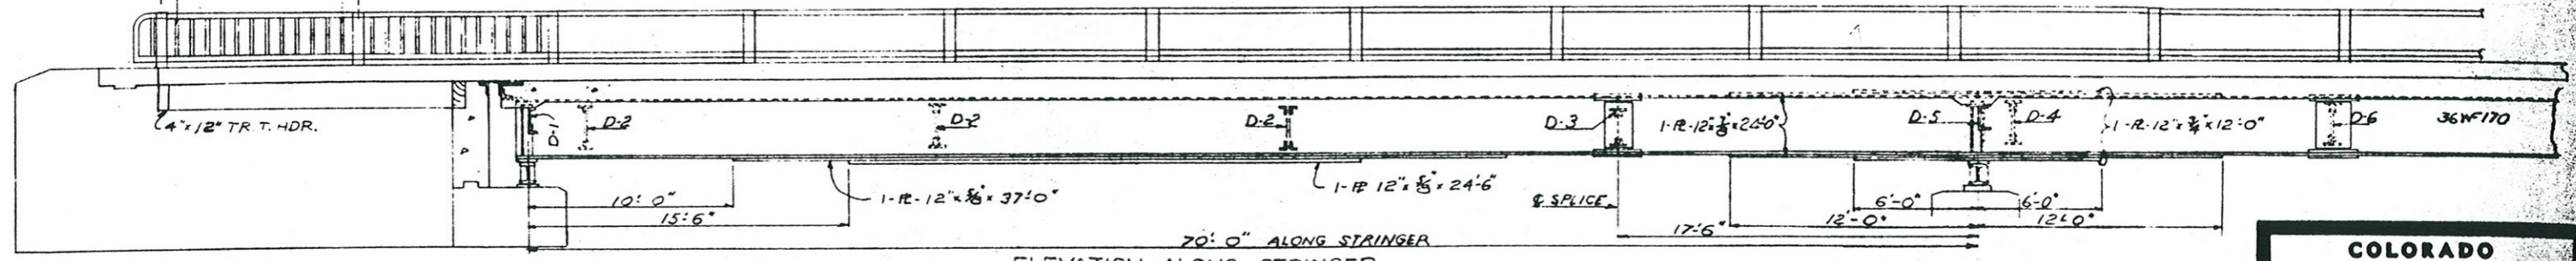 4"x12" TR. T. HDR.
D-1
D-2
D-2
D-2
D-3
1-PL-12"x
x24'-0"
D-5
D-4
1-PL-12"x3/4"x12'-0"
D-6
36WF170
10'-0"
15'-6"
1-PL-12"x5/8"x37'-0"
1-PL 12"x5/8"x24'-6"
℄ SPLICE
6'-0"
6'-0"
12'-0"
12'-0"
17'-6"
70'-0" ALONG STRINGER
ELEVATION ALONG STRINGER
COLORADO